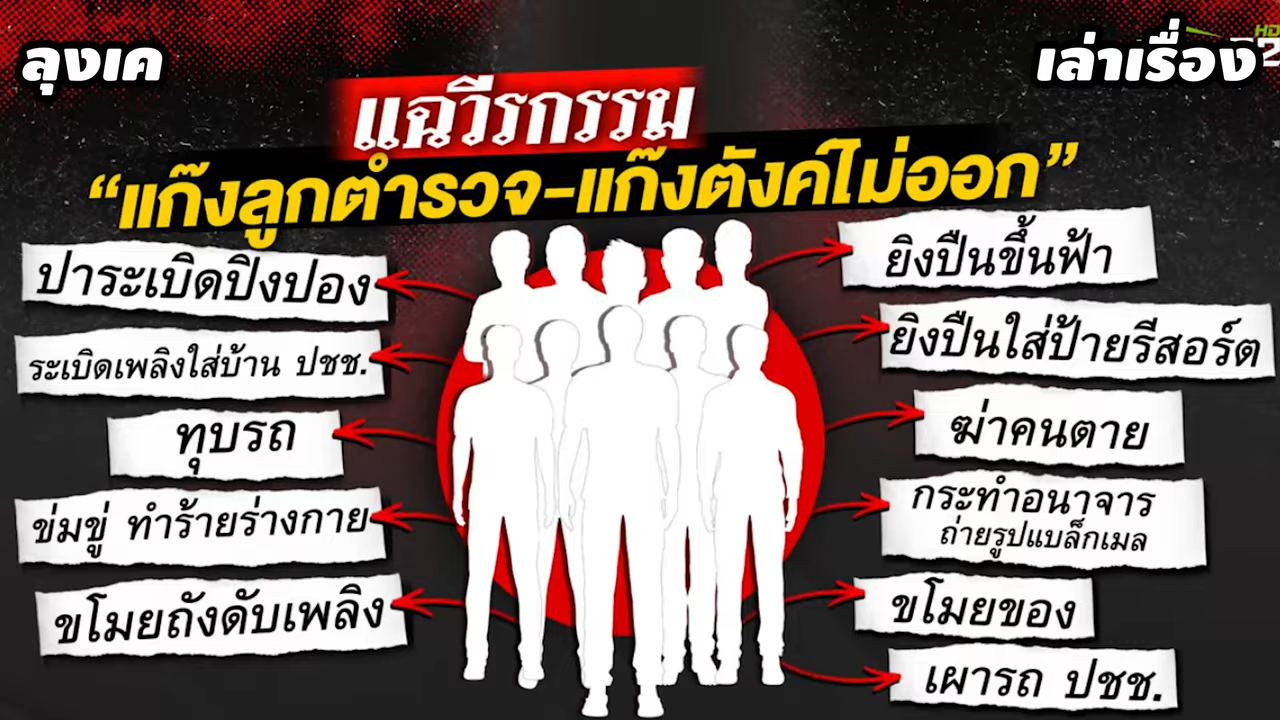 ลุงเค
เล่าเรื่อง
HD
แฉวีรกรรม
“แก๊งลูกตำรวจ-แก๊งตังค์ไม่ออก”
ปาระเบิดปิงปอง
ระเบิดเพลิงใส่บ้าน ปชช.
ทุบรถ
ข่มขู่ ทำร้ายร่างกาย
ขโมยถังดับเพลิง
ยิงปืนขึ้นฟ้า
ยิงปืนใส่ป้ายรีสอร์ต
ฆ่าคนตาย
กระทำอนาจาร
ถ่ายรูปแบล็กเมล
ขโมยของ
เผารถ ปชช.